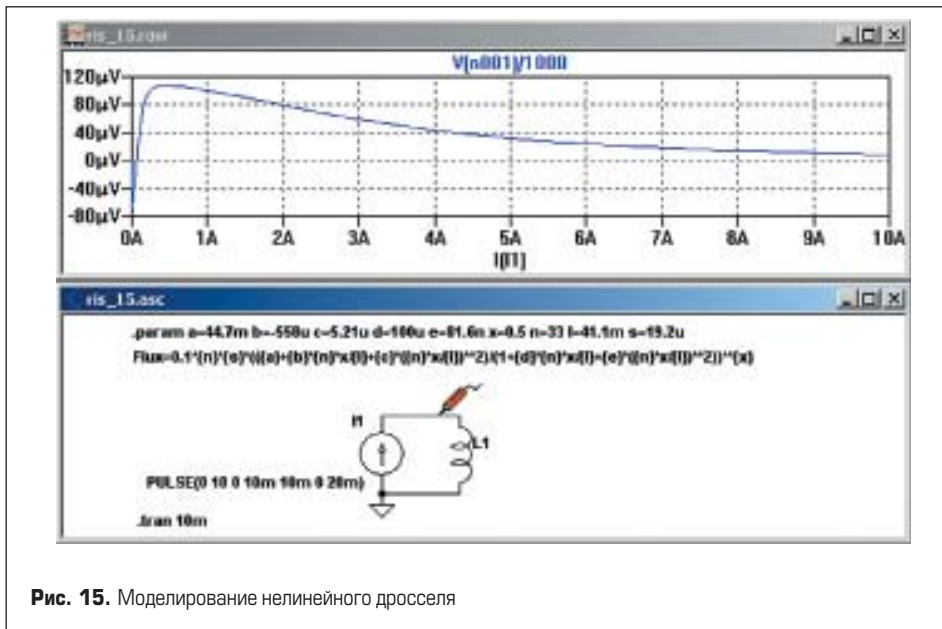 ris_15.raw
V(n001)/1000
120µV
80µV
40µV
0µV
-40µV
-80µV
0A 1A 2A 3A 4A 5A 6A 7A 8A 9A 10A
I(I1)
ris_15.asc
.param a=44.7m b=-558u c=5.21u d=100u e=81.6n x=0.5 n=33 l=41.1m s=19.2u
Flux=0.1*{n}*{s}*(({a}+{b}*{n}*x/{l}+{c}*({n}*x/{l})**2)/(1+{d}*{n}*x/{l}+{e}*({n}*x/{l})**2))**{x}
I1
L1
PULSE(0 10 0 10m 10m 0 20m)
.tran 10m
Рис. 15. Моделирование нелинейного дросселя